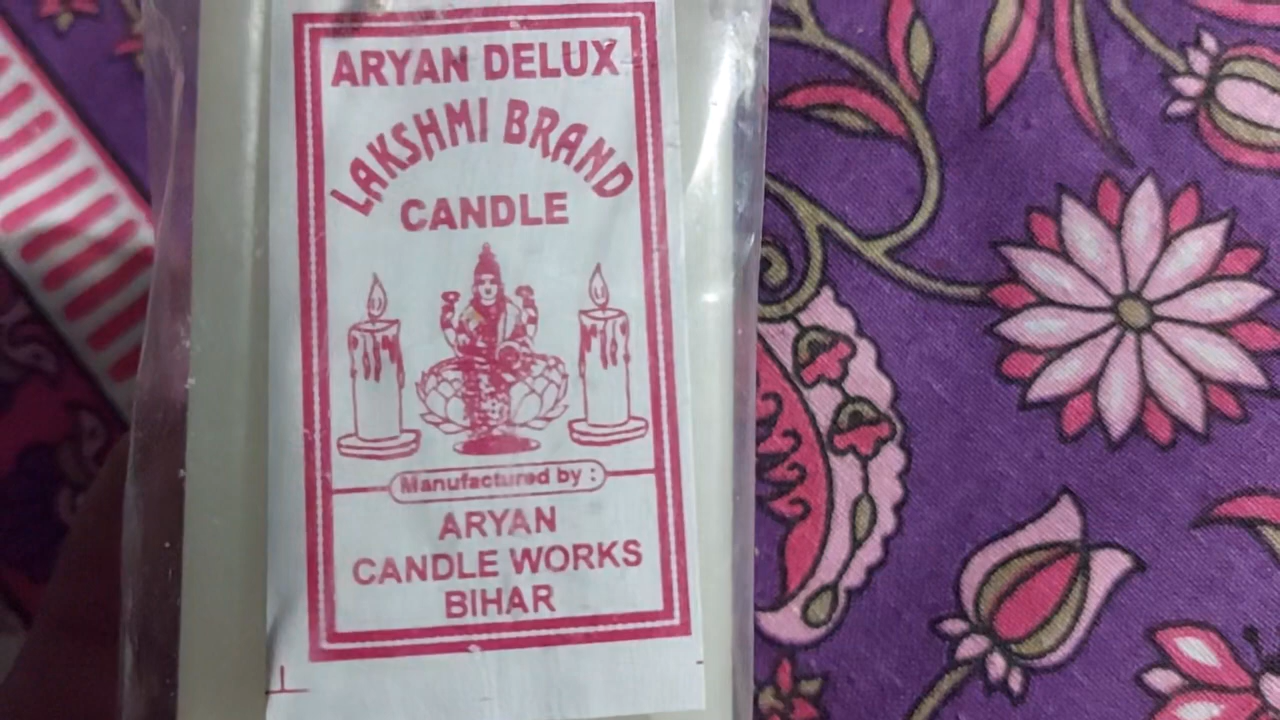 ARYAN DELUX
LAKSHMI BRAND
CANDLE
Manufactured by :
ARYAN
CANDLE WORKS
BIHAR